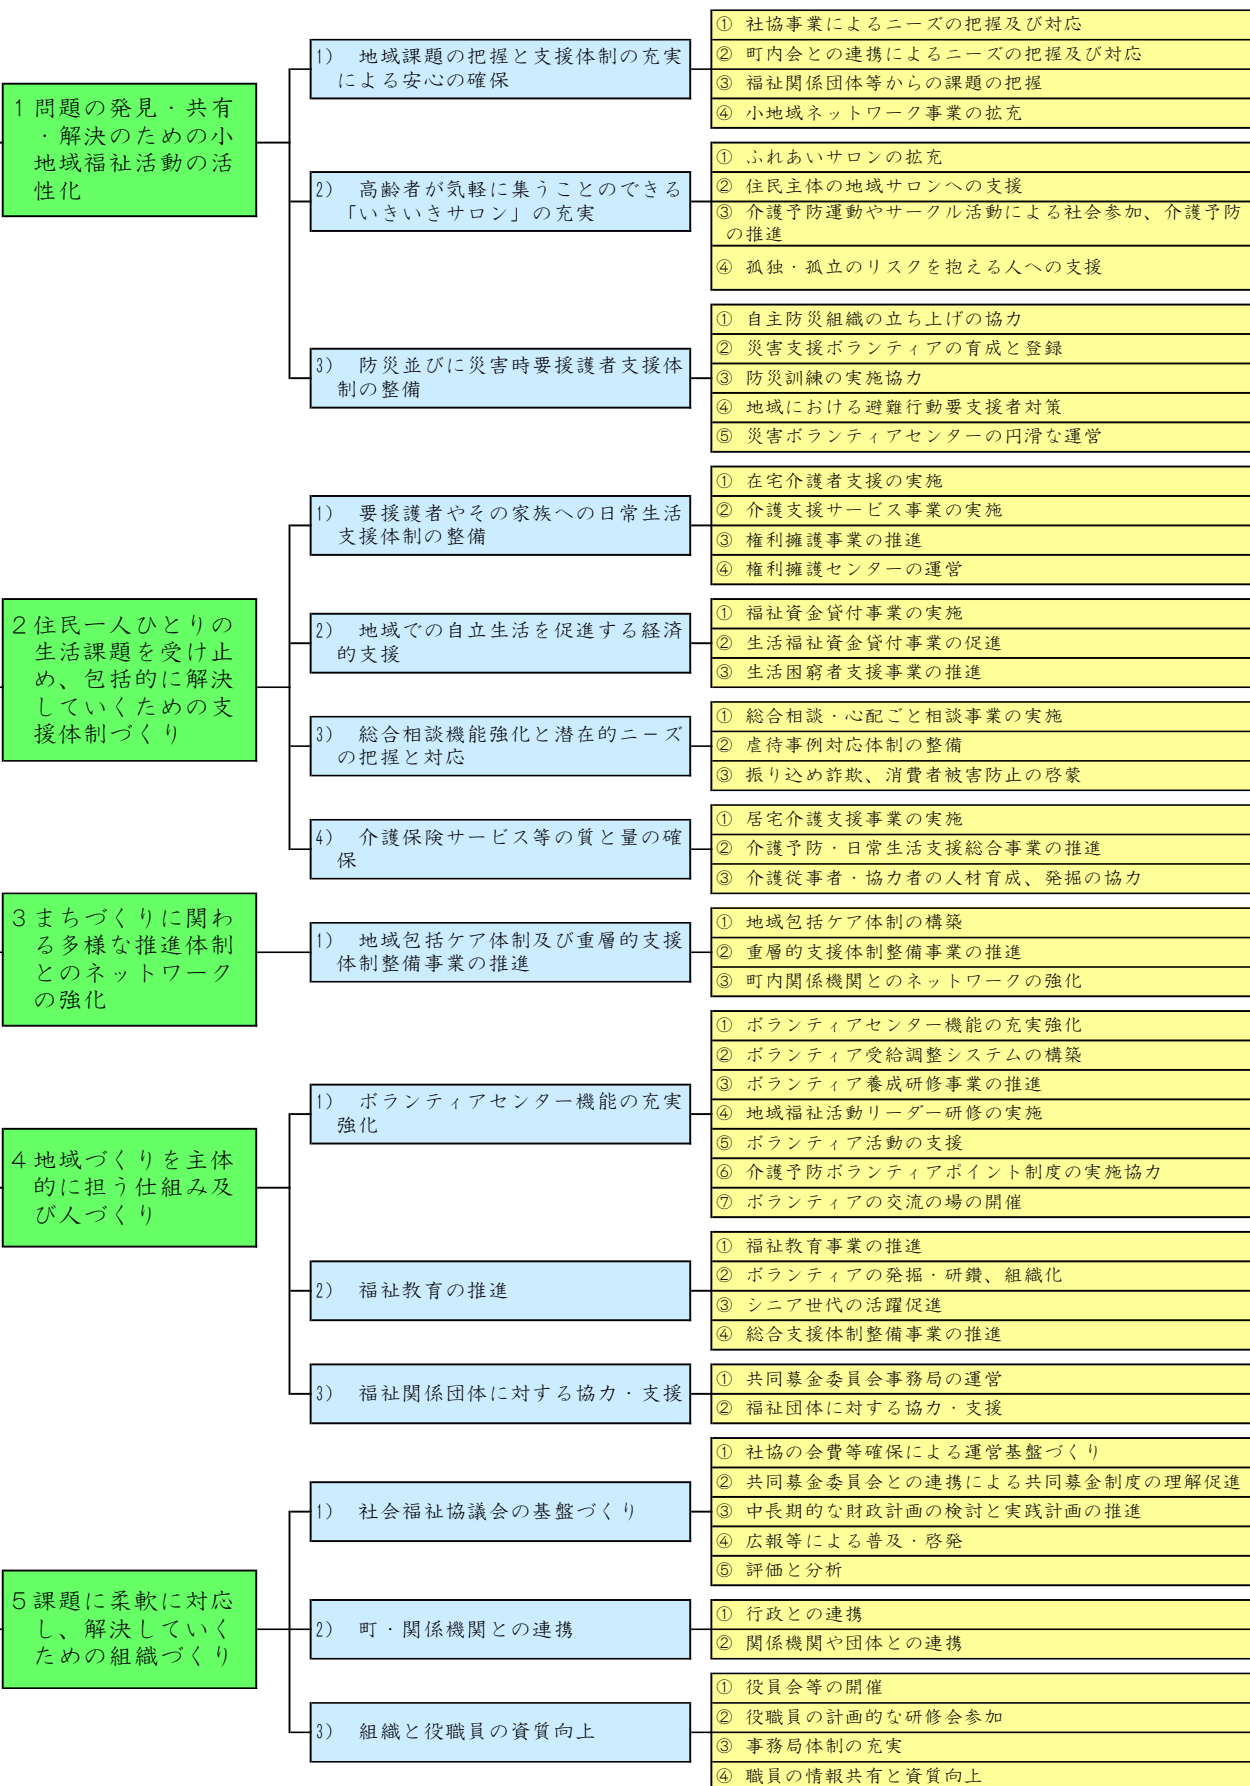 1 問題の発見・共有
・解決のための小
地域福祉活動の活
性化
1) 地域課題の把握と支援体制の充実
による安心の確保
① 社協事業によるニーズの把握及び対応
② 町内会との連携によるニーズの把握及び対応
③ 福祉関係団体等からの課題の把握
④ 小地域ネットワーク事業の拡充
2) 高齢者が気軽に集うことのできる
「いきいきサロン」の充実
① ふれあいサロンの拡充
② 住民主体の地域サロンへの支援
③ 介護予防運動やサークル活動による社会参加、介護予防
の推進
④ 孤独・孤立のリスクを抱える人への支援
3) 防災並びに災害時要援護者支援体
制の整備
① 自主防災組織の立ち上げの協力
② 災害支援ボランティアの育成と登録
③ 防災訓練の実施協力
④ 地域における避難行動要支援者対策
⑤ 災害ボランティアセンターの円滑な運営
2 住民一人ひとりの
生活課題を受け止
め、包括的に解決
していくための支
援体制づくり
1) 要援護者やその家族への日常生活
支援体制の整備
① 在宅介護者支援の実施
② 介護支援サービス事業の実施
③ 権利擁護事業の推進
④ 権利擁護センターの運営
2) 地域での自立生活を促進する経済
的支援
① 福祉資金貸付事業の実施
② 生活福祉資金貸付事業の促進
③ 生活困窮者支援事業の推進
3) 総合相談機能強化と潜在的ニーズ
の把握と対応
① 総合相談・心配ごと相談事業の実施
② 虐待事例対応体制の整備
③ 振り込め詐欺、消費者被害防止の啓蒙
4) 介護保険サービス等の質と量の確
保
① 居宅介護支援事業の実施
② 介護予防・日常生活支援総合事業の推進
③ 介護従事者・協力者の人材育成、発掘の協力
3 まちづくりに関わ
る多様な推進体制
とのネットワーク
の強化
1) 地域包括ケア体制及び重層的支援
体制整備事業の推進
① 地域包括ケア体制の構築
② 重層的支援体制整備事業の推進
③ 町内関係機関とのネットワークの強化
4 地域づくりを主体
的に担う仕組み及
び人づくり
1) ボランティアセンター機能の充実
強化
① ボランティアセンター機能の充実強化
② ボランティア受給調整システムの構築
③ ボランティア養成研修事業の推進
④ 地域福祉活動リーダー研修の実施
⑤ ボランティア活動の支援
⑥ 介護予防ボランティアポイント制度の実施協力
⑦ ボランティアの交流の場の開催
2) 福祉教育の推進
① 福祉教育事業の推進
② ボランティアの発掘・研鑽、組織化
③ シニア世代の活躍促進
④ 総合支援体制整備事業の推進
3) 福祉関係団体に対する協力・支援
① 共同募金委員会事務局の運営
② 福祉団体に対する協力・支援
5 課題に柔軟に対応
し、解決していく
ための組織づくり
1) 社会福祉協議会の基盤づくり
① 社協の会費等確保による運営基盤づくり
② 共同募金委員会との連携による共同募金制度の理解促進
③ 中長期的な財政計画の検討と実践計画の推進
④ 広報等による普及・啓発
⑤ 評価と分析
2) 町・関係機関との連携
① 行政との連携
② 関係機関や団体との連携
3) 組織と役職員の資質向上
① 役員会等の開催
② 役職員の計画的な研修会参加
③ 事務局体制の充実
④ 職員の情報共有と資質向上